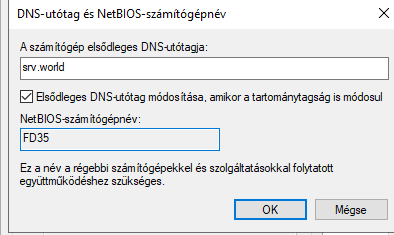 DNS-utótag és NetBIOS-számítógépnév
A számítógép elsődleges DNS-utótagja:
srv.world
Elsődleges DNS-utótag módosítása, amikor a tartománytagság is módosul
NetBIOS-számítógépnév:
FD35
Ez a név a régebbi számítógépekkel és szolgáltatásokkal folytatott
együttműködéshez szükséges.
OK
Mégse